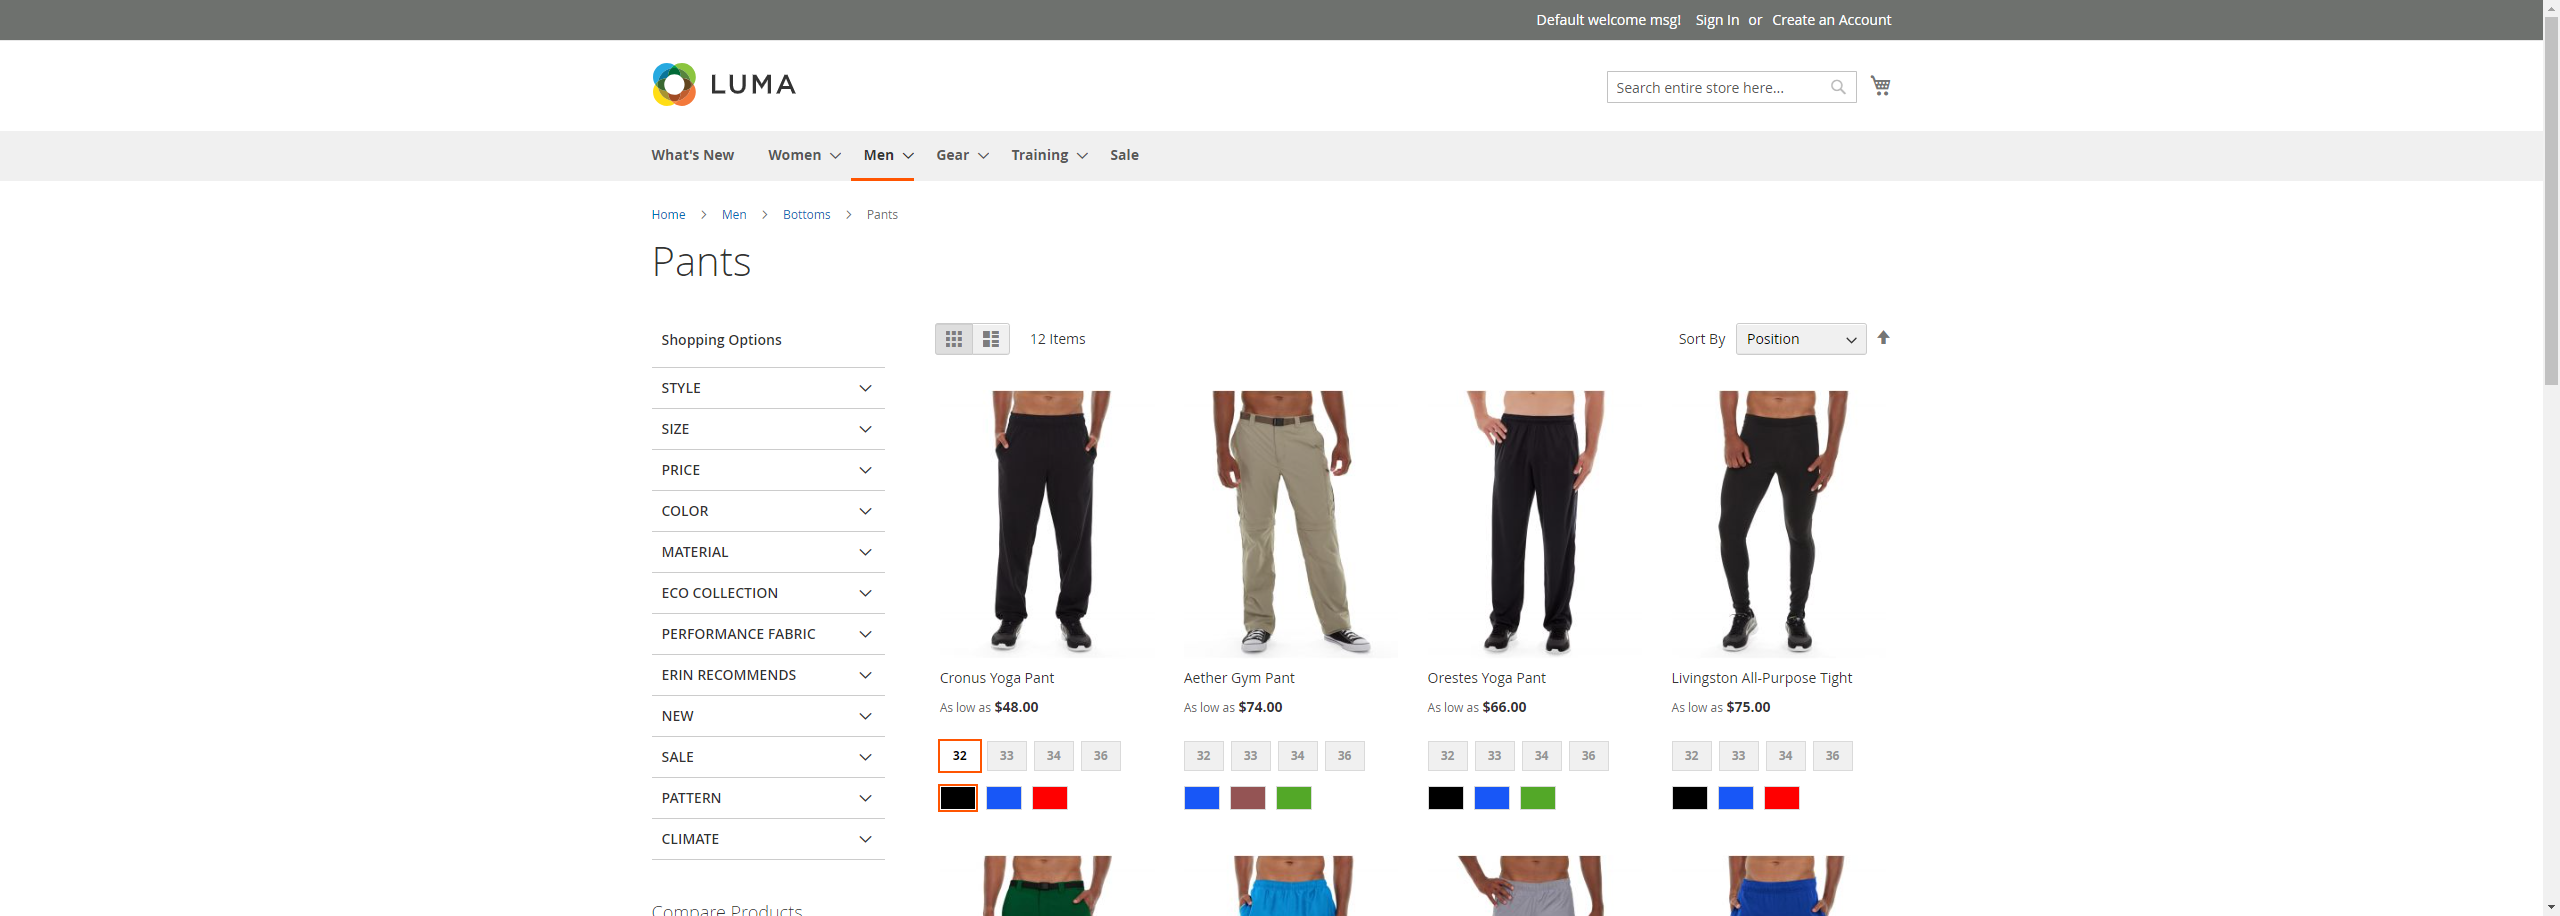 Default welcome msg! Sign In or Create an Account
LUMA
Search entire store here...
What's New Women Men Gear Training Sale
Home Men Bottoms Pants
Pants
Shopping Options
STYLE
SIZE
PRICE
COLOR
MATERIAL
ECO COLLECTION
PERFORMANCE FABRIC
ERIN RECOMMENDS
NEW
SALE
PATTERN
CLIMATE
Compare Products
12 Items
Sort By Position
Cronus Yoga Pant
As low as $48.00
32 33 34 36
Aether Gym Pant
As low as $74.00
32 33 34 36
Orestes Yoga Pant
As low as $66.00
32 33 34 36
Livingston All-Purpose Tight
As low as $75.00
32 33 34 36